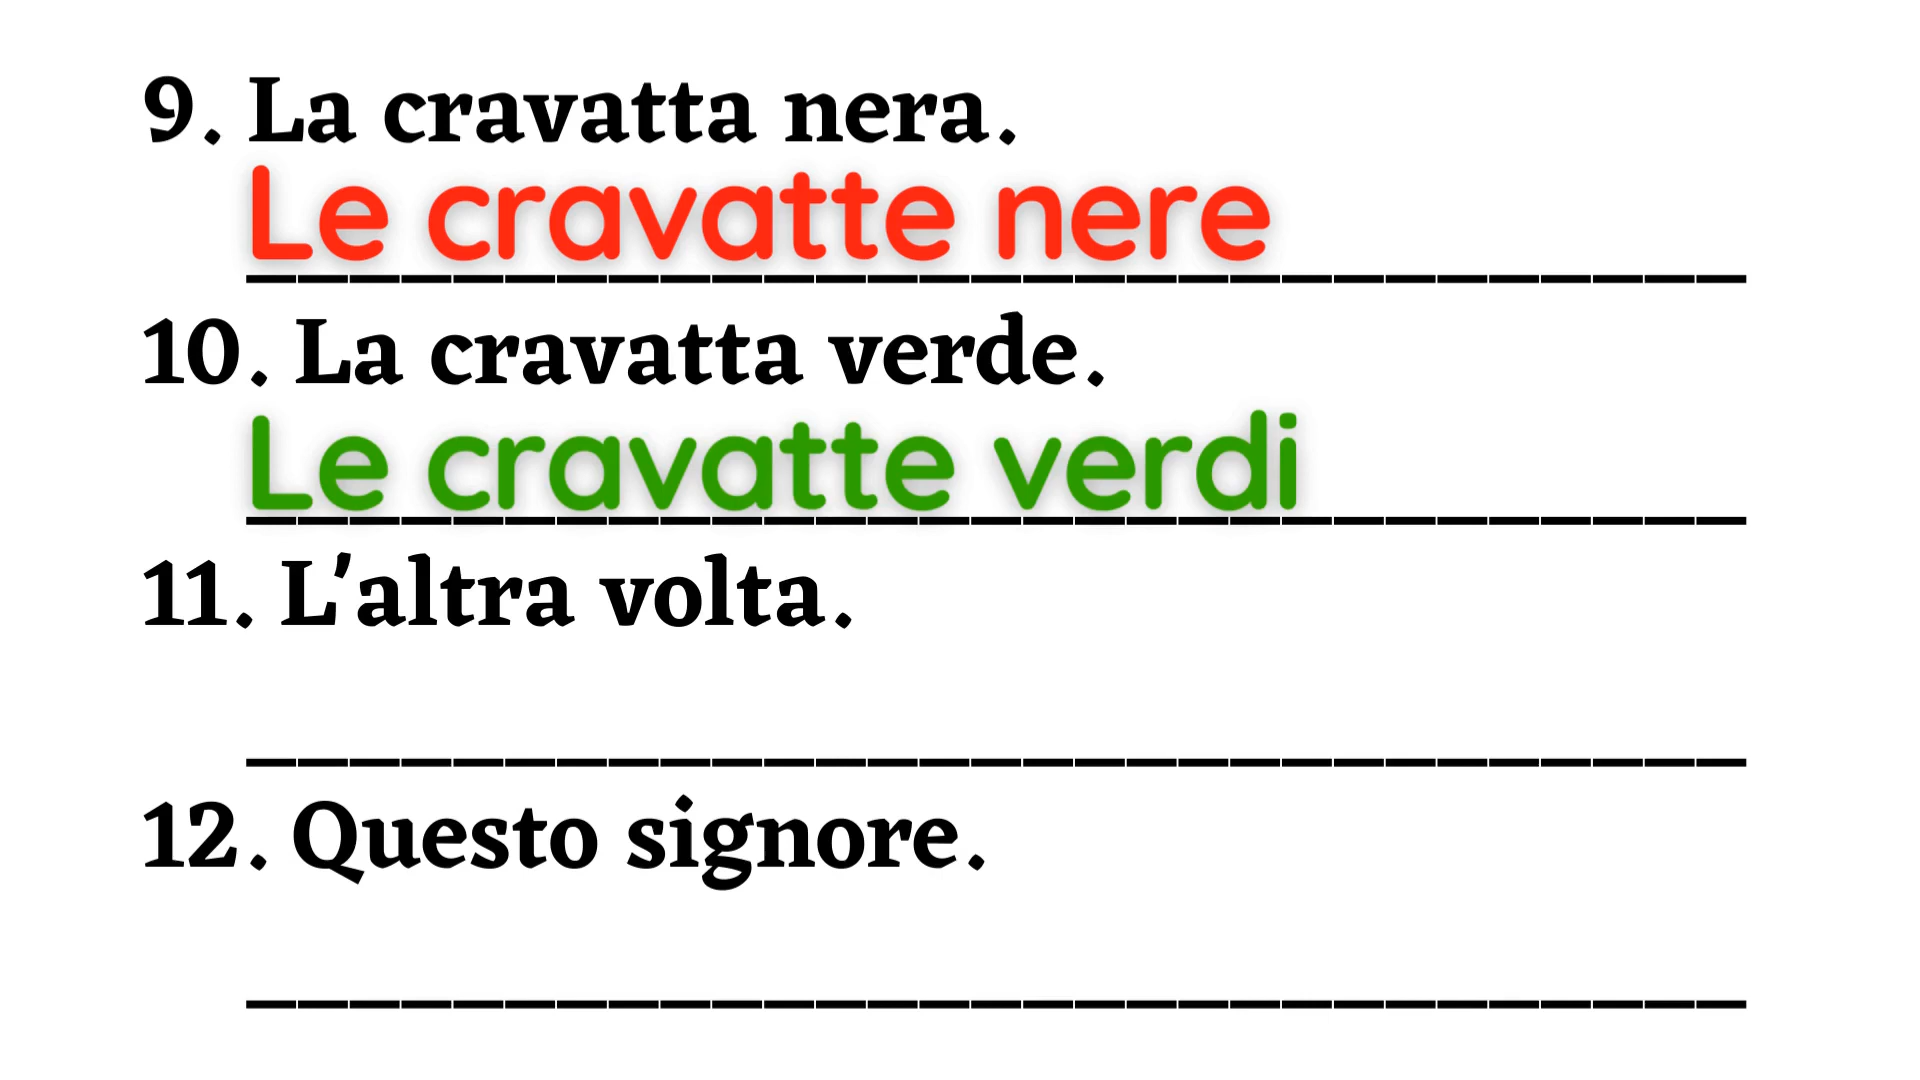 9. La cravatta nera.
Le cravatte nere
10. La cravatta verde.
Le cravatte verdi
11. L'altra volta.
12. Questo signore.